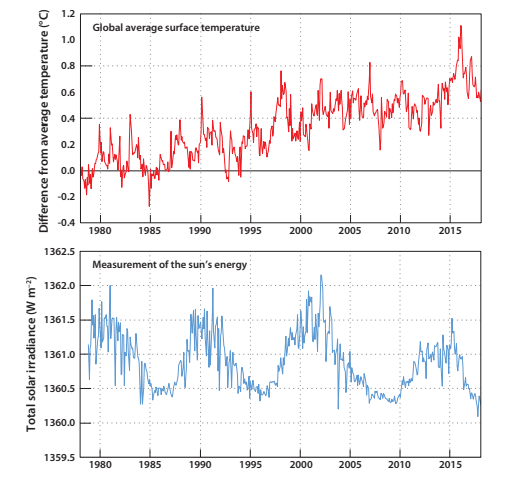 Difference from average temperature (°C)
Global average surface temperature
1.2
1.0
0.8
0.6
0.4
0.2
0.0
-0.2
-0.4
1980 1985 1990 1995 2000 2005 2010 2015
Total solar irradiance (W m⁻²)
Measurement of the sun's energy
1362.5
1362.0
1361.5
1361.0
1360.5
1360.0
1359.5
1980 1985 1990 1995 2000 2005 2010 2015